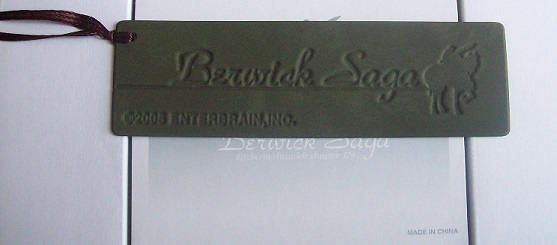 Berwick Saga
©2005 ENTERBRAIN,INC.
Berwick Saga
MADE IN CHINA